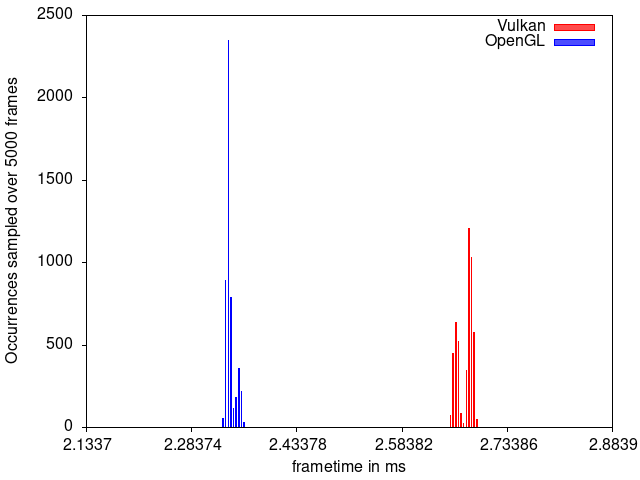 Vulkan
OpenGL
Occurrences sampled over 5000 frames
2500
2000
1500
1000
500
0
2.1337 2.28374 2.43378 2.58382 2.73386 2.8839
frametime in ms